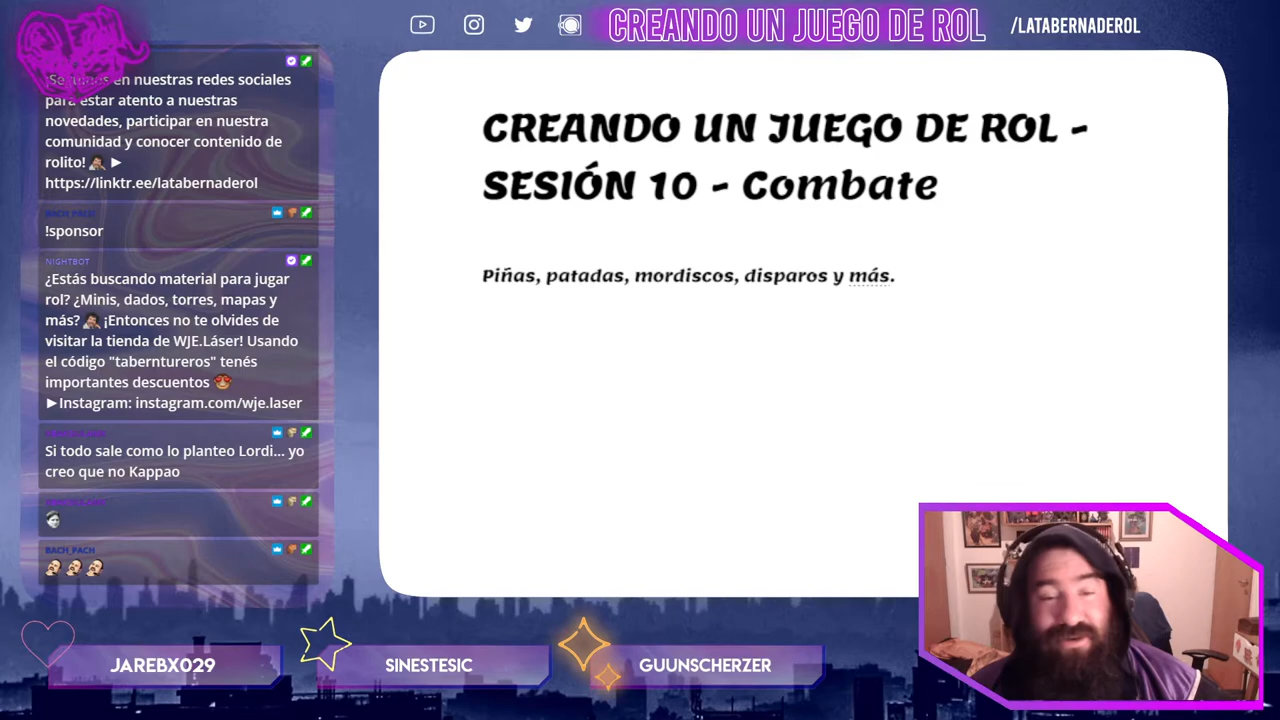 CREANDO UN JUEGO DE ROL
/LATABERNADEROL
¡Seguinos en nuestras redes sociales
para estar atento a nuestras
novedades, participar en nuestra
comunidad y conocer contenido de
rolito! ►
https://linktr.ee/latabernaderol
BACH_FACH
!sponsor
NIGHTBOT
¿Estás buscando material para jugar
rol? ¿Minis, dados, torres, mapas y
más? ¡Entonces no te olvides de
visitar la tienda de WJE.Láser! Usando
el código "taberntureros" tenés
importantes descuentos
►Instagram: instagram.com/wje.laser
Si todo sale como lo planteo Lordi... yo
creo que no Kappao
BACH_FACH
CREANDO UN JUEGO DE ROL -
SESIÓN 10 - Combate
Piñas, patadas, mordiscos, disparos y más.
JAREBX029
SINESTESIC
GUUNSCHERZER